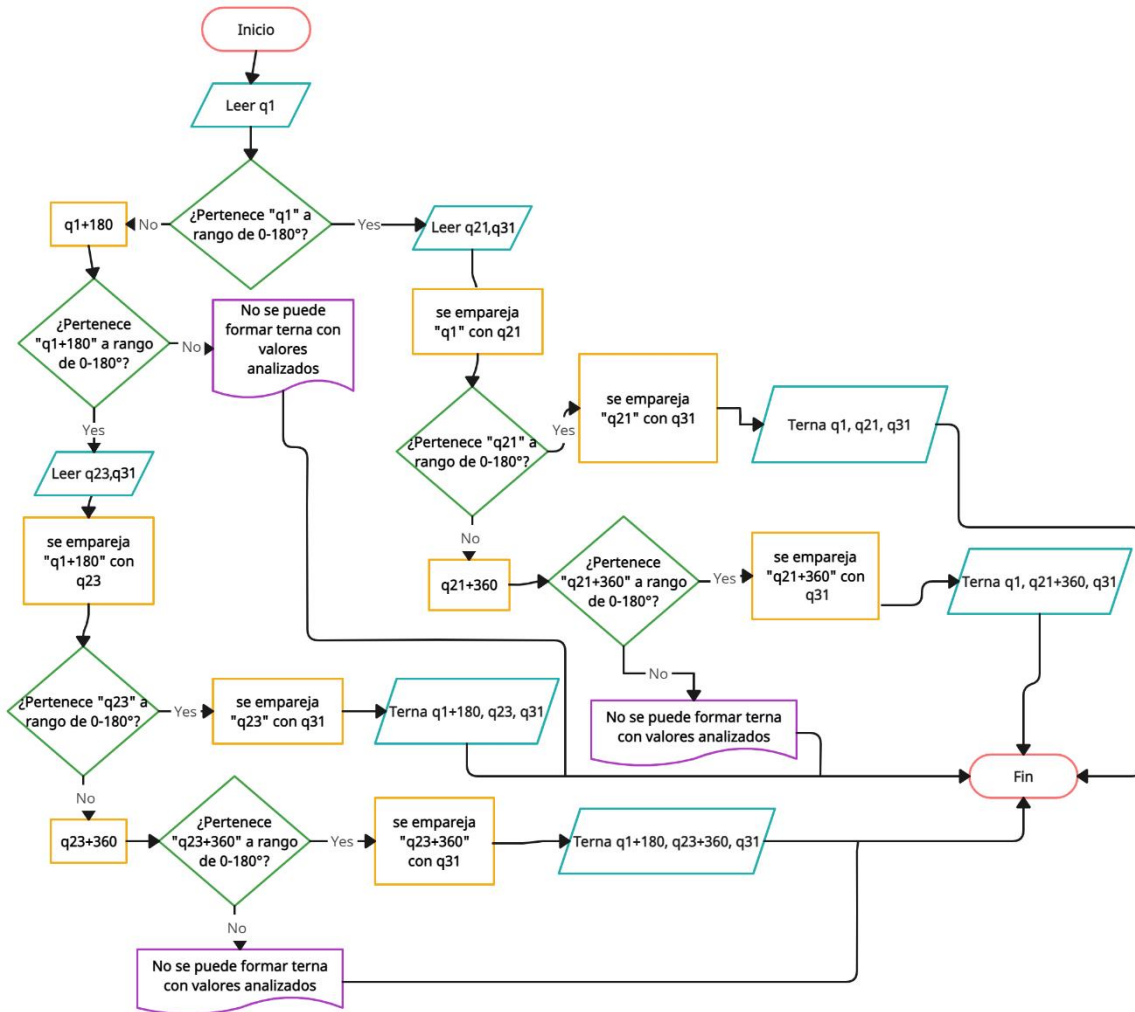 Inicio
Leer q1
¿Pertenece "q1" a
rango de 0-180°?
No
q1+180
Yes
Leer q21,q31
¿Pertenece
"q1+180" a rango
de 0-180°?
No
No se puede
formar terna con
valores
analizados
se empareja
"q1" con q21
Yes
Leer q23,q31
¿Pertenece "q21" a
rango de 0-180°?
Yes
se empareja
"q21" con q31
Terna q1, q21, q31
se empareja
"q1+180" con
q23
No
q21+360
¿Pertenece
"q21+360" a rango
de 0-180°?
Yes
se empareja
"q21+360" con
q31
Terna q1, q21+360, q31
No
No se puede formar terna
con valores analizados
¿Pertenece "q23" a
rango de 0-180°?
Yes
se empareja
"q23" con q31
Terna q1+180, q23, q31
Fin
No
q23+360
¿Pertenece
"q23+360" a rango
de 0-180°?
Yes
se empareja
"q23+360"
con q31
Terna q1+180, q23+360, q31
No
No se puede formar terna
con valores analizados